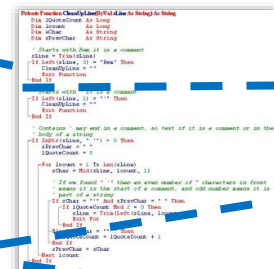 Private Function CleanUpLine(ByVal sLine As String) As String
Dim lQuoteCount As Long
Dim lcount As Long
Dim sChar As String
Dim sPrevChar As String
' Starts with Rem it is a comment
sLine = Trim(sLine)
If Left(sLine, 3) = "Rem" Then
CleanUpLine = ""
Exit Function
End If
' Starts with ' it is a comment
If Left(sLine, 1) = "'" Then
CleanUpLine = ""
Exit Function
End If
' Contains ' may end in a comment, so test if it is a comment or in the
' body of a string
If InStr(sLine, "'") > 0 Then
sPrevChar = " "
lQuoteCount = 0
For lcount = 1 To Len(sLine)
sChar = Mid(sLine, lcount, 1)
' If we found " '" then an even number of " characters in front
' means it is the start of a comment, and odd number means it is
' part of a string
If sChar = "'" And sPrevChar = " " Then
If lQuoteCount Mod 2 = 0 Then
sLine = Trim(Left(sLine, lcount
Exit For
End If
Then
lQuoteCount = lQuoteCount + 1
End If
sPrevChar = sChar
Next lcount
End If